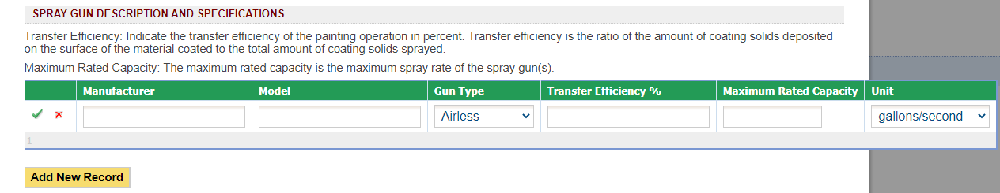 SPRAY GUN DESCRIPTION AND SPECIFICATIONS
Transfer Efficiency: Indicate the transfer efficiency of the painting operation in percent. Transfer efficiency is the ratio of the amount of coating solids deposited
on the surface of the material coated to the total amount of coating solids sprayed.
Maximum Rated Capacity: The maximum rated capacity is the maximum spray rate of the spray gun(s).
Manufacturer Model Gun Type Transfer Efficiency % Maximum Rated Capacity Unit
Airless gallons/second
1
Add New Record